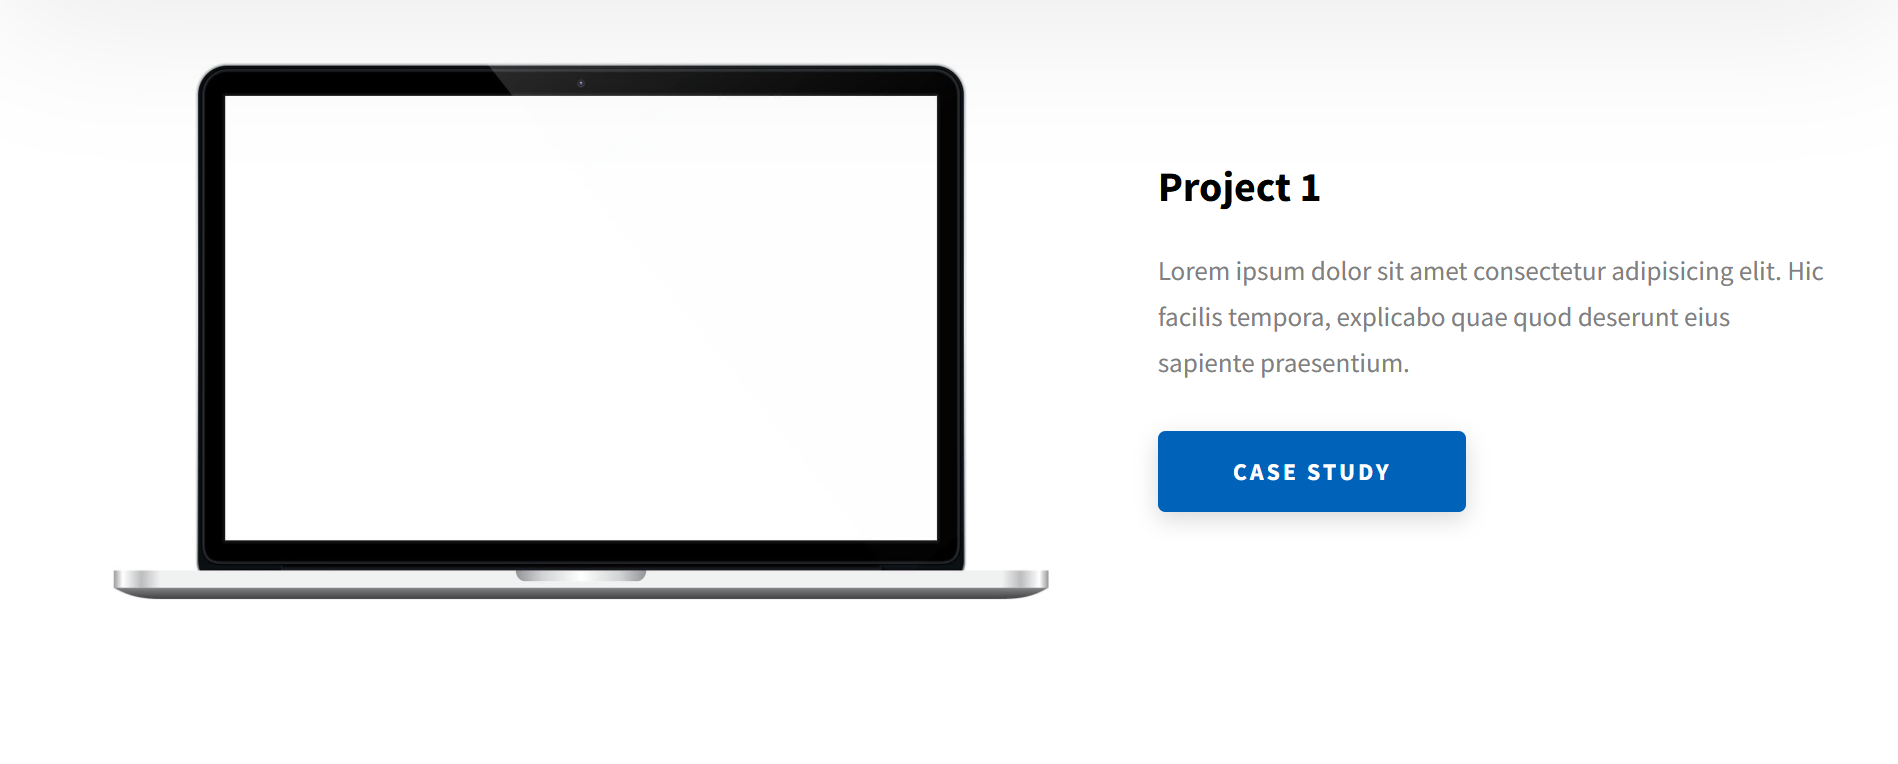 Project 1
Lorem ipsum dolor sit amet consectetur adipisicing elit. Hic
facilis tempora, explicabo quae quod deserunt eius
sapiente praesentium.
CASE STUDY